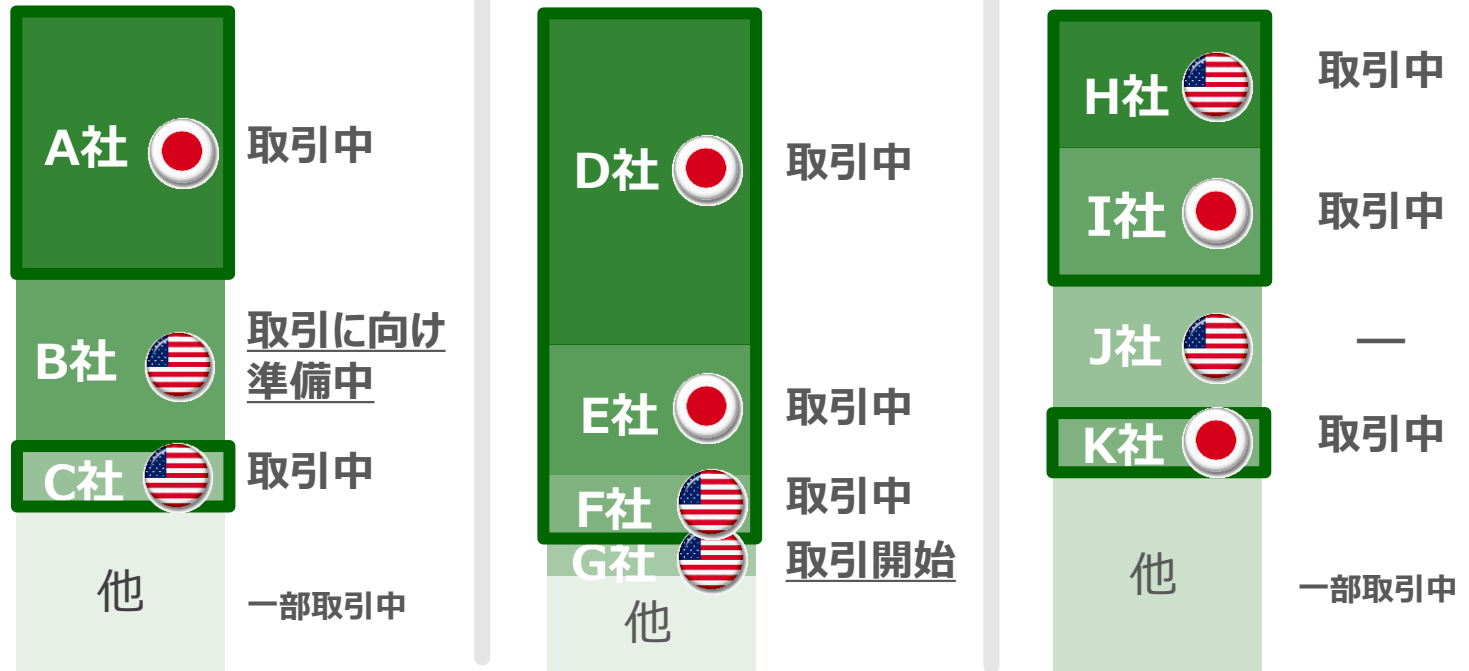 A社
取引中
B社
取引に向け
準備中
C社
取引中
他
一部取引中
D社
取引中
E社
取引中
F社
取引中
G社
取引開始
他
H社
取引中
I社
取引中
J社
―
K社
取引中
他
一部取引中